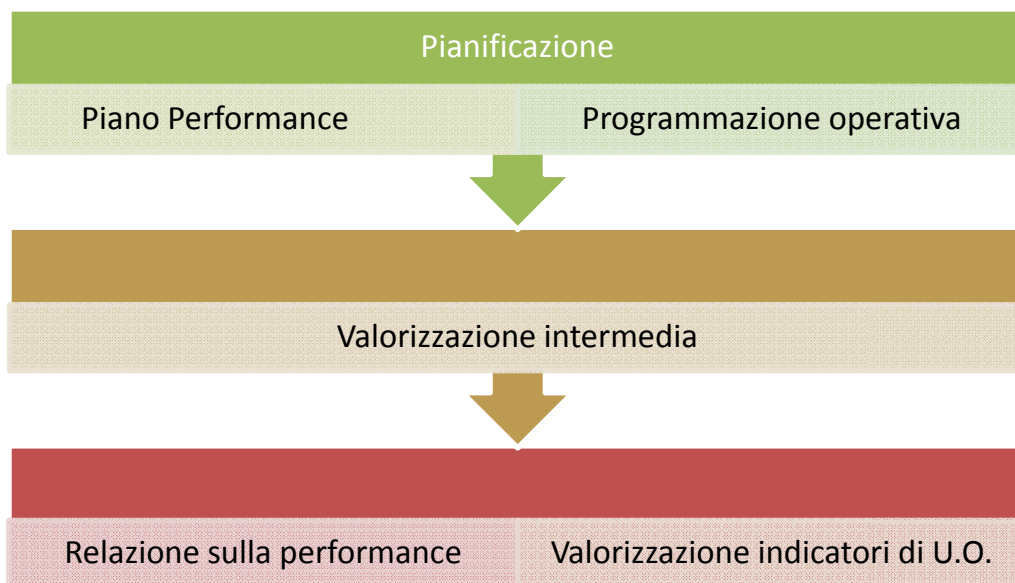 Pianificazione
Piano Performance
Programmazione operativa
Valorizzazione intermedia
Relazione sulla performance
Valorizzazione indicatori di U.O.